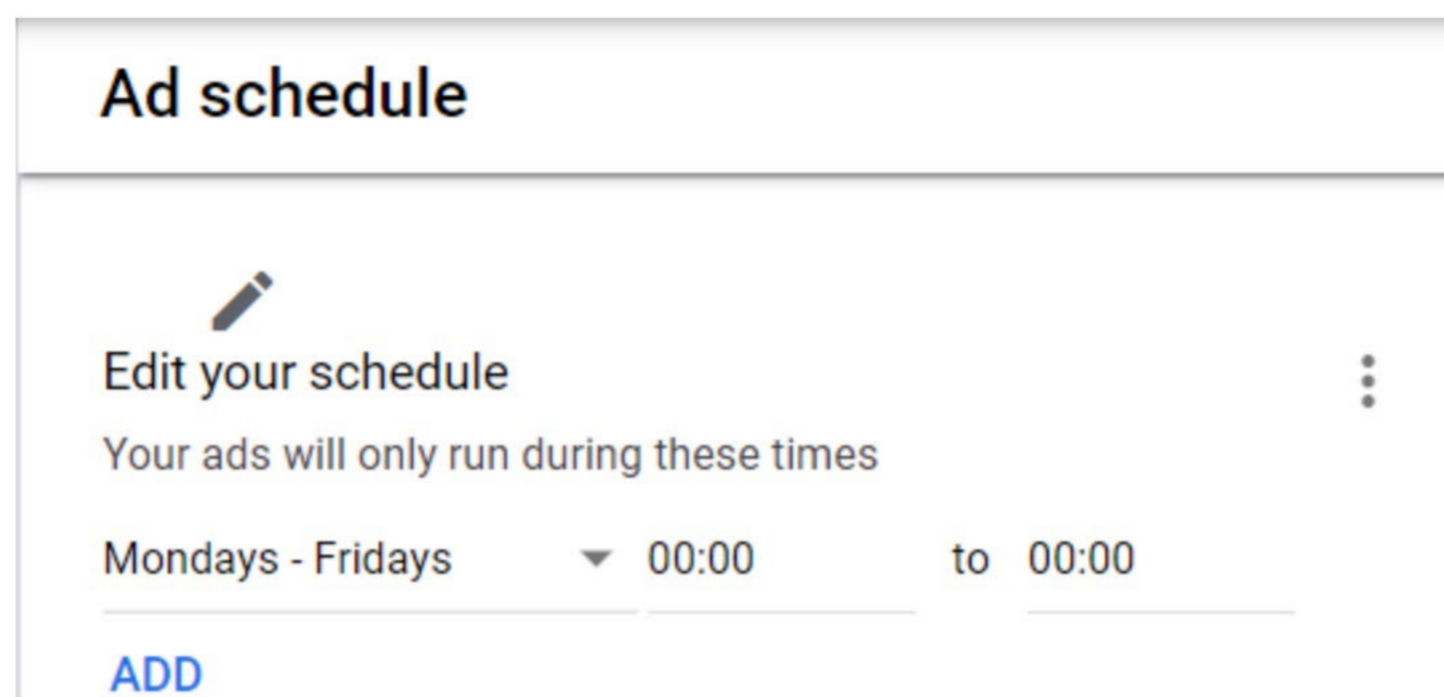 Ad schedule
Edit your schedule
Your ads will only run during these times
Mondays - Fridays 00:00 to 00:00
ADD